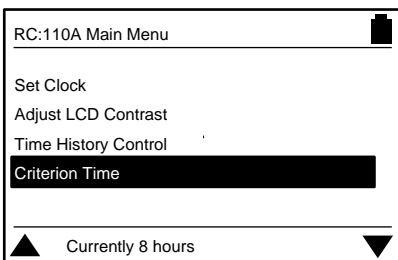 RC:110A Main Menu
Set Clock
Adjust LCD Contrast
Time History Control
Criterion Time
Currently 8 hours